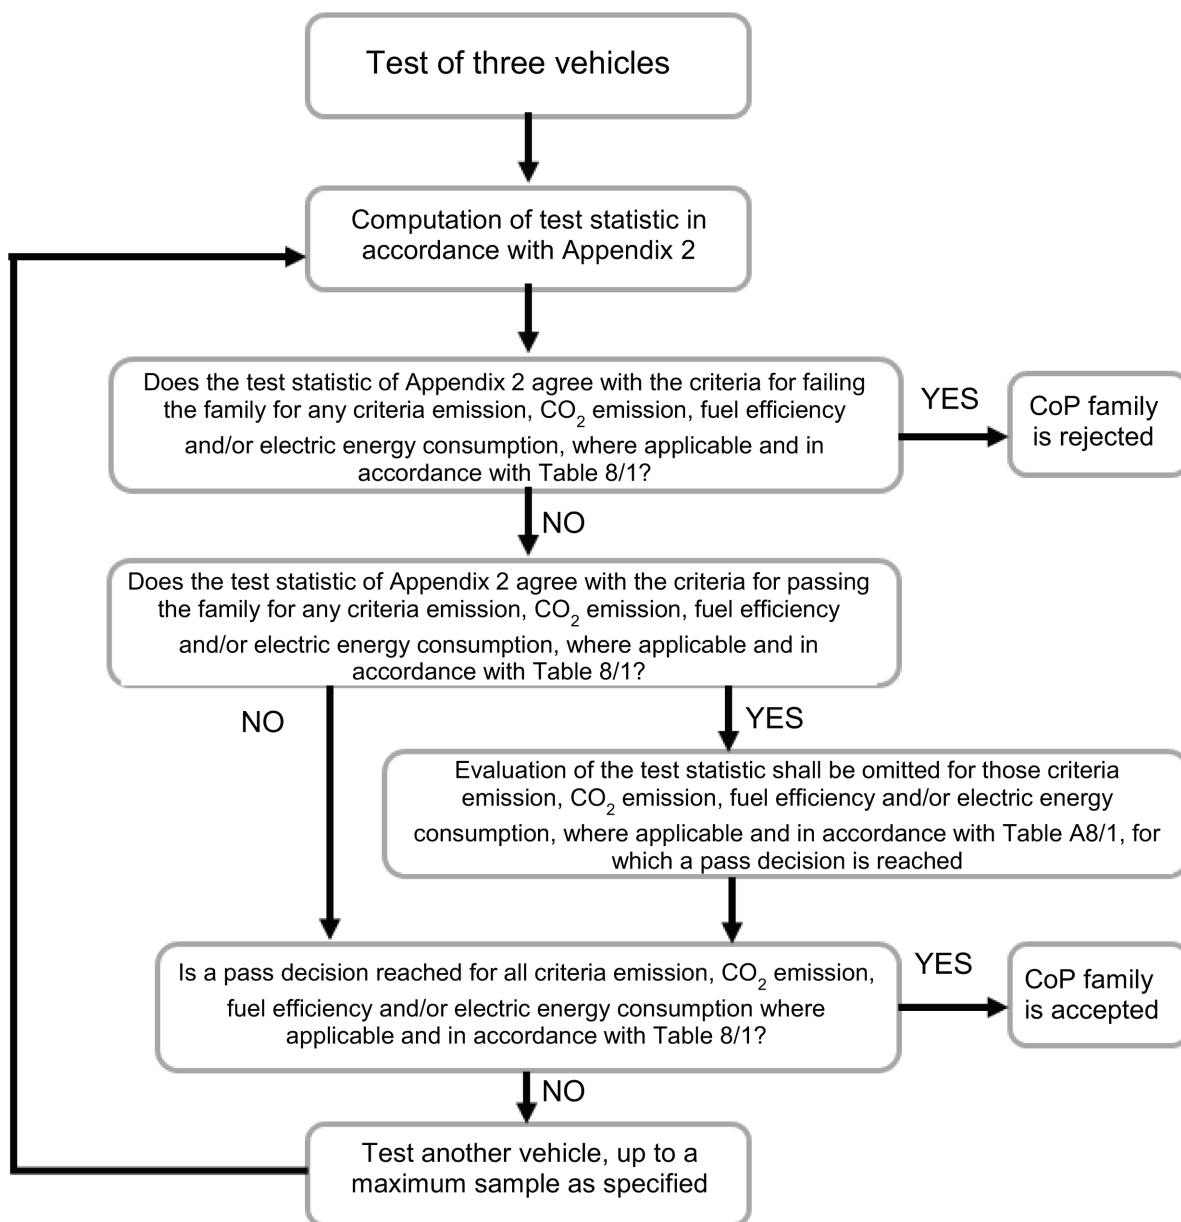 Test of three vehicles
Computation of test statistic in
accordance with Appendix 2
Does the test statistic of Appendix 2 agree with the criteria for failing
the family for any criteria emission, CO2 emission, fuel efficiency
and/or electric energy consumption, where applicable and in
accordance with Table 8/1?
YES
CoP family
is rejected
NO
Does the test statistic of Appendix 2 agree with the criteria for passing
the family for any criteria emission, CO2 emission, fuel efficiency
and/or electric energy consumption, where applicable and in
accordance with Table 8/1?
NO
YES
Evaluation of the test statistic shall be omitted for those criteria
emission, CO2 emission, fuel efficiency and/or electric energy
consumption, where applicable and in accordance with Table A8/1, for
which a pass decision is reached
Is a pass decision reached for all criteria emission, CO2 emission,
fuel efficiency and/or electric energy consumption where
applicable and in accordance with Table 8/1?
YES
CoP family
is accepted
NO
Test another vehicle, up to a
maximum sample as specified